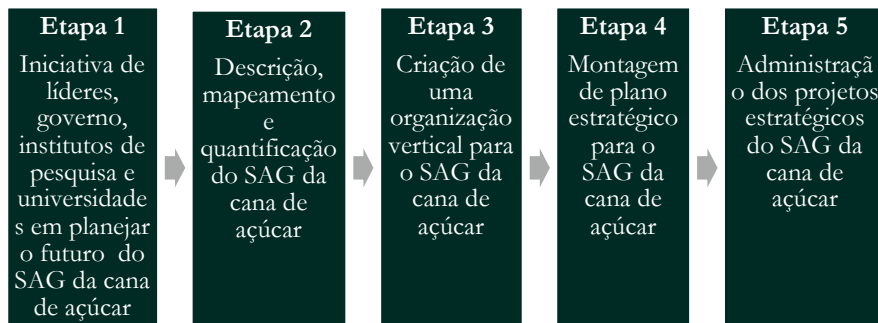 Etapa 1
Iniciativa de
líderes,
governo,
institutos de
pesquisa e
universidade
s em planejar
o futuro do
SAG da cana
de açúcar
Etapa 2
Descrição,
mapeamento
e
quantificação
do SAG da
cana de
açúcar
Etapa 3
Criação de
uma
organização
vertical para
o SAG da
cana de
açúcar
Etapa 4
Montagem
de plano
estratégico
para o
SAG da
cana de
açúcar
Etapa 5
Administraçã
o dos projetos
estratégicos
do SAG da
cana de
açúcar